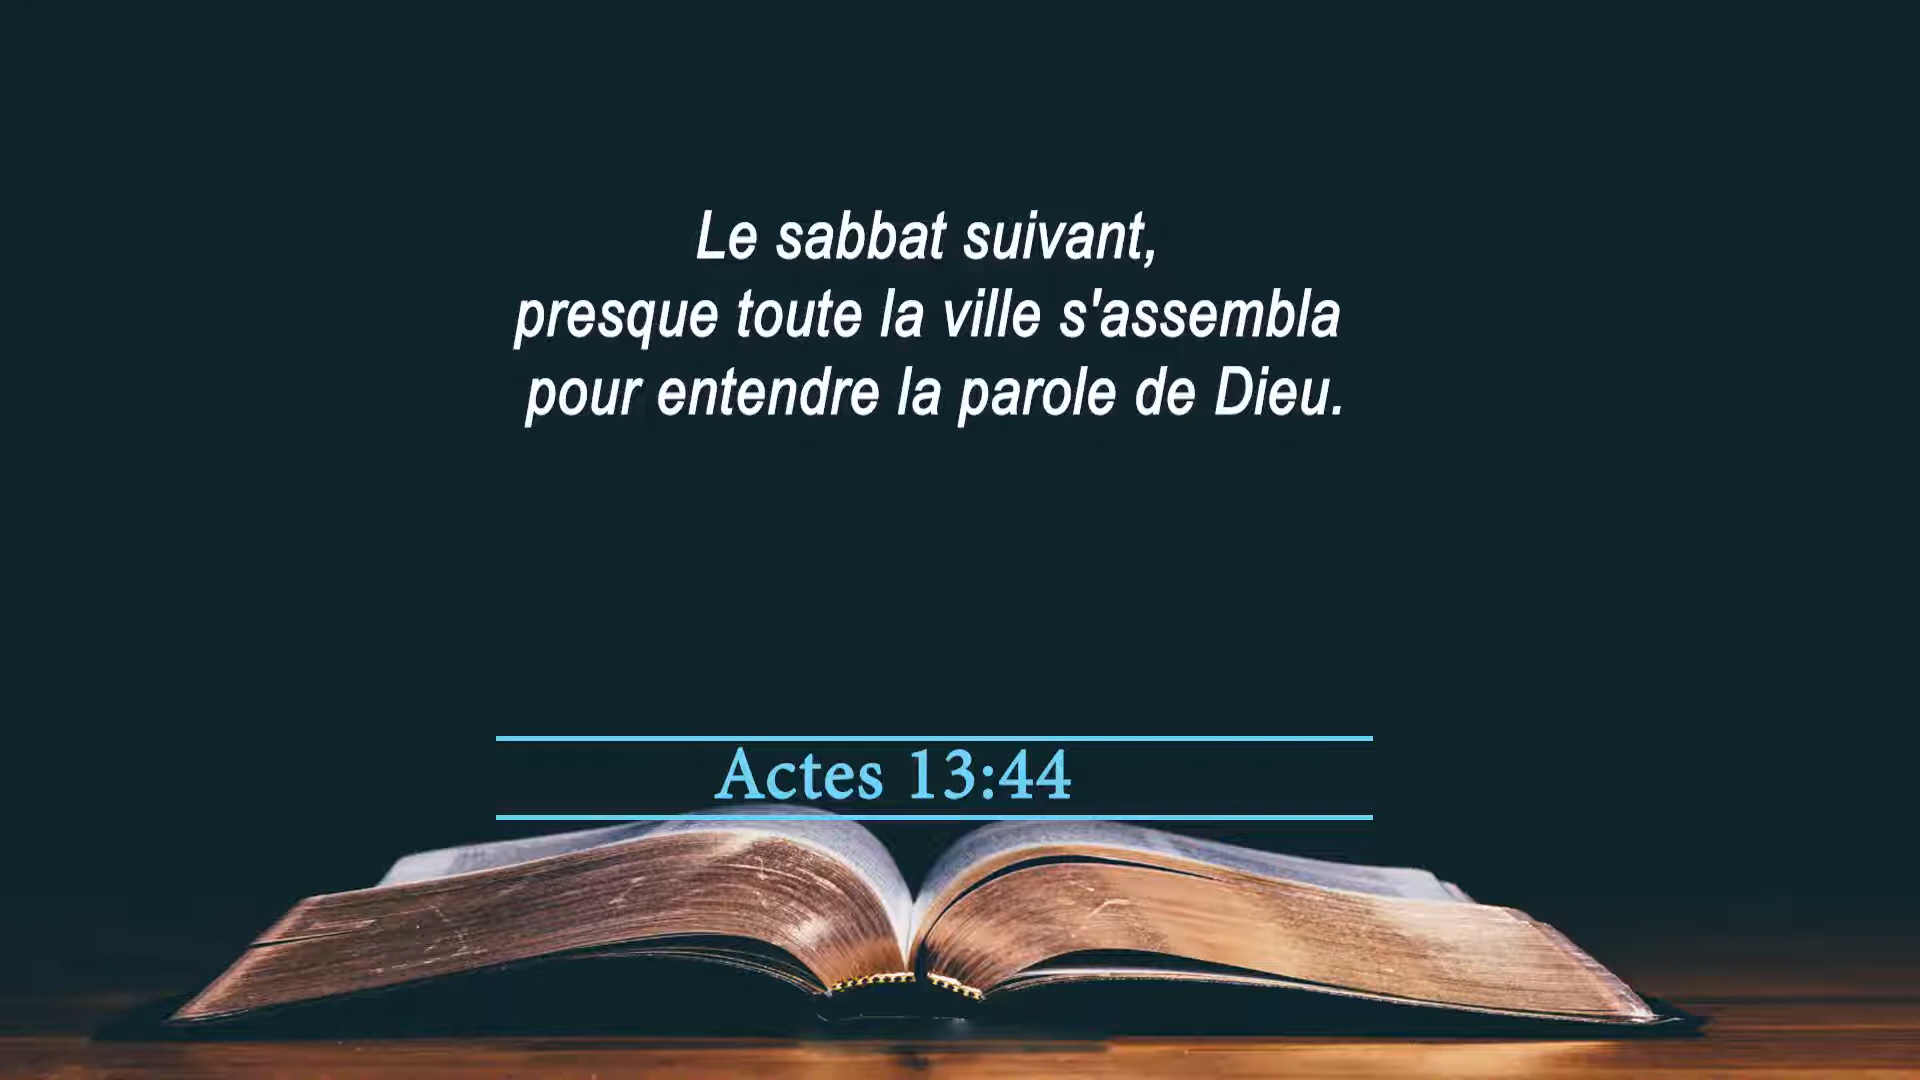 Le sabbat suivant,
presque toute la ville s'assembla
pour entendre la parole de Dieu.
Actes 13:44